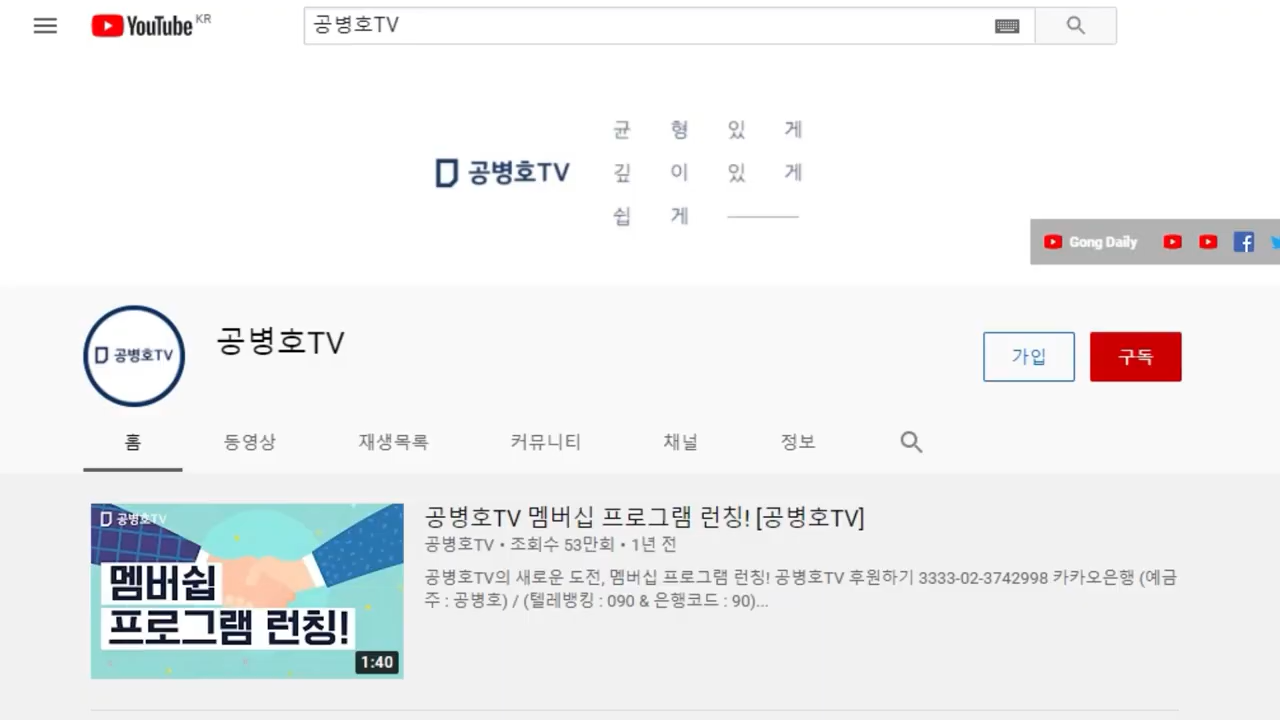 YouTube KR
공병호TV
균 형 있 게
공병호TV
깊 이 있 게
쉽 게
Gong Daily
공병호TV
공병호TV
가입
구독
홈
동영상
재생목록
커뮤니티
채널
정보
공병호TV
멤버쉽
프로그램 런칭!
1:40
공병호TV 멤버십 프로그램 런칭! [공병호TV]
공병호TV • 조회수 53만회 • 1년 전
공병호TV의 새로운 도전, 멤버십 프로그램 런칭! 공병호TV 후원하기 3333-02-3742998 카카오은행 (예금
주 : 공병호) / (텔레뱅킹 : 090 & 은행코드 : 90)...